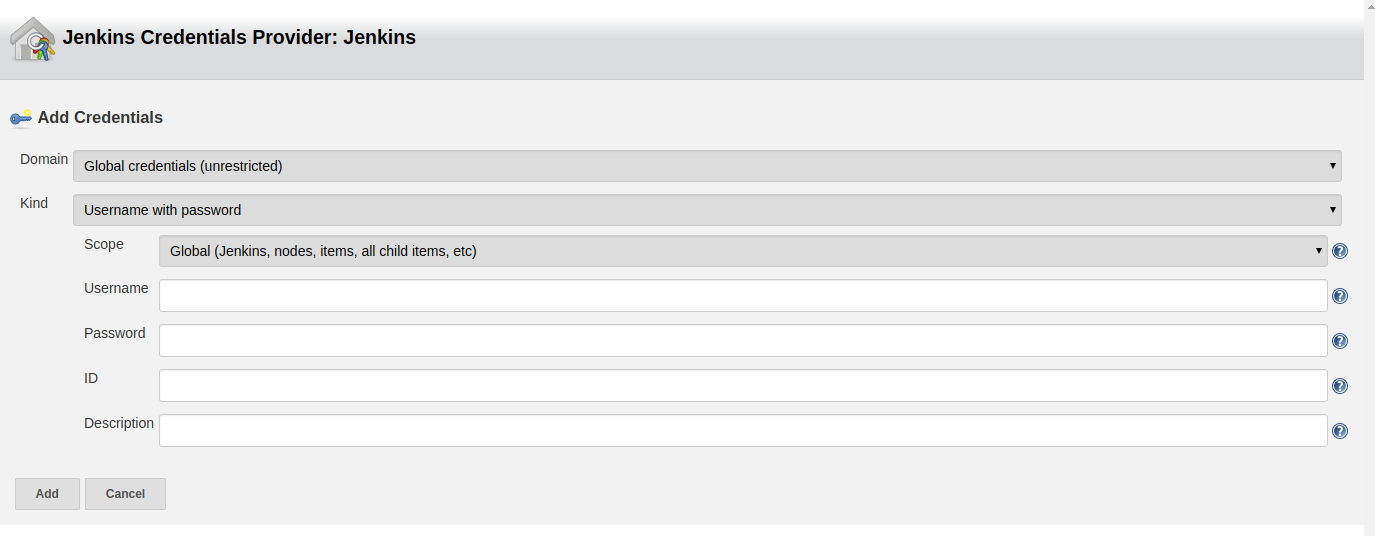 Jenkins Credentials Provider: Jenkins
Add Credentials
Domain Global credentials (unrestricted)
Kind Username with password
Scope Global (Jenkins, nodes, items, all child items, etc)
Username
Password
ID
Description
Add Cancel